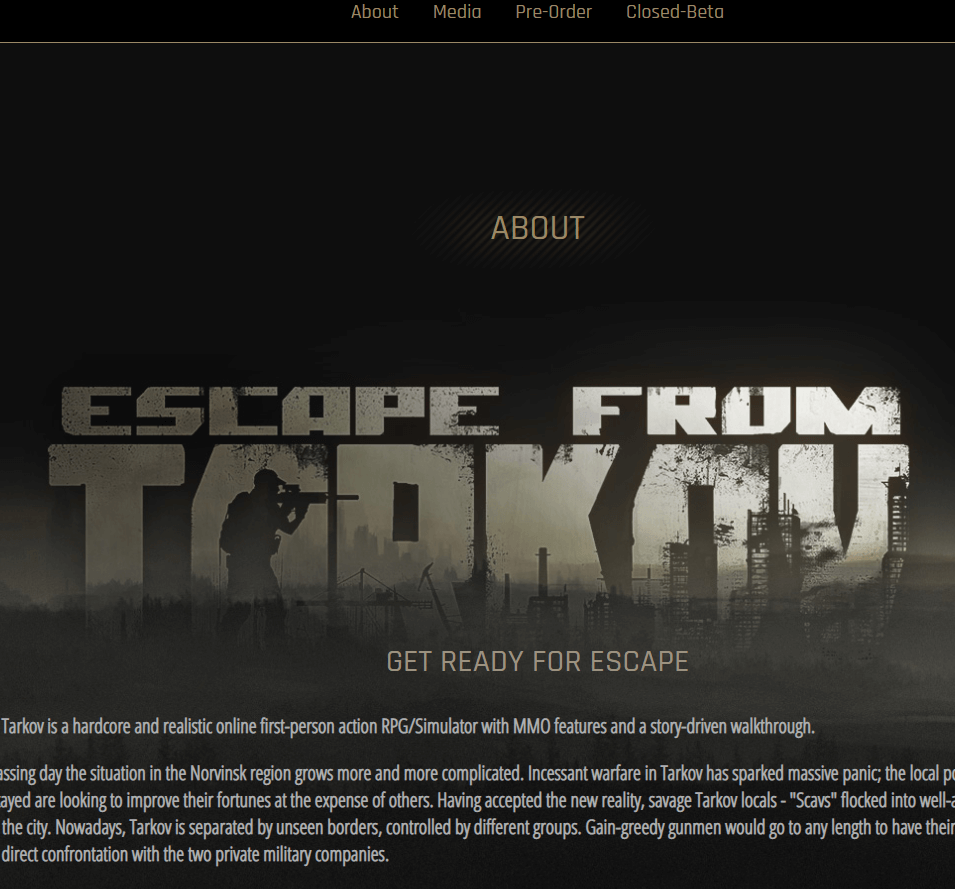 About Media Pre-Order Closed-Beta
ABOUT
ESCAPE FROM
TARKOV
GET READY FOR ESCAPE
Tarkov is a hardcore and realistic online first-person action RPG/Simulator with MMO features and a story-driven walkthrough.
day the situation in the Norvinsk region grows more and more complicated. Incessant warfare in Tarkov has sparked massive panic; the local
are looking to improve their fortunes at the expense of others. Having accepted the new reality, savage Tarkov locals - "Scavs" flocked into
the city. Nowadays, Tarkov is separated by unseen borders, controlled by different groups. Gain-greedy gunmen would go to any length to have their
direct confrontation with the two private military companies.